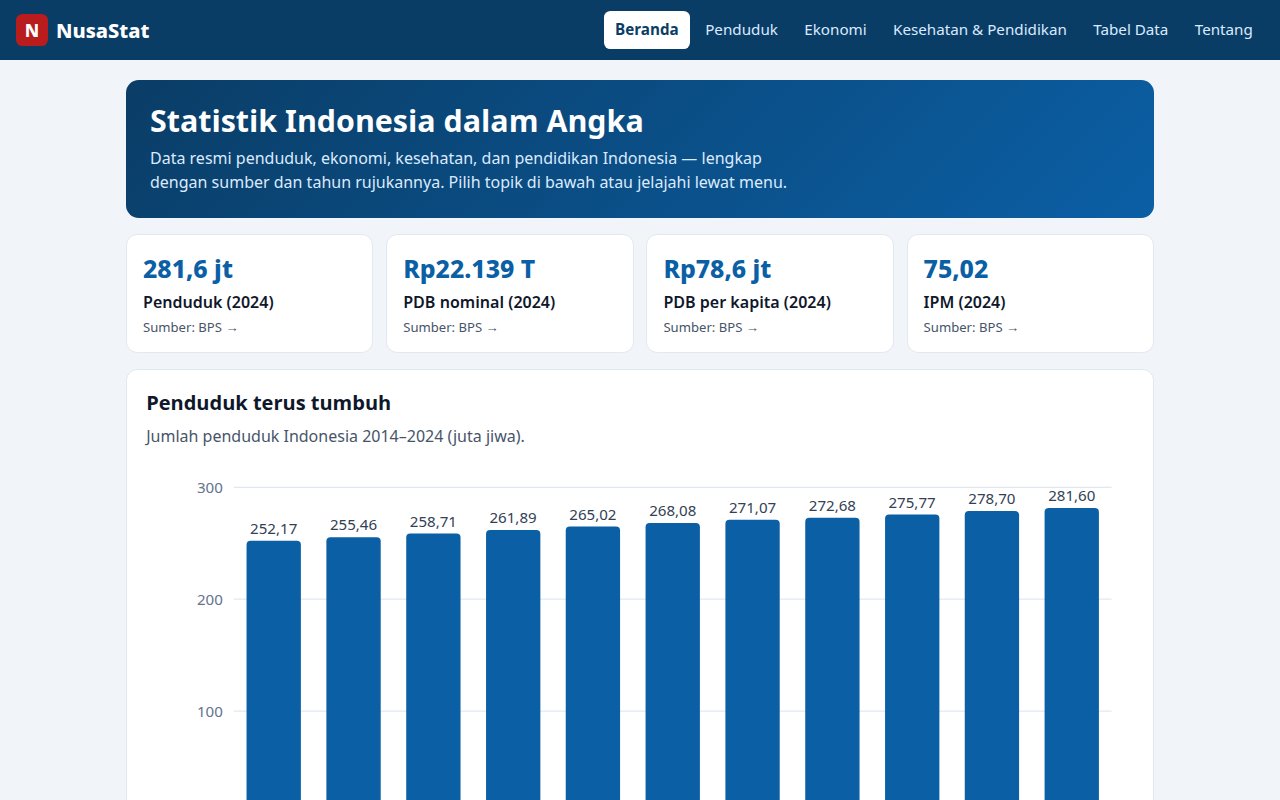 N NusaStat
Beranda Penduduk Ekonomi Kesehatan & Pendidikan Tabel Data Tentang
Statistik Indonesia dalam Angka
Data resmi penduduk, ekonomi, kesehatan, dan pendidikan Indonesia — lengkap
dengan sumber dan tahun rujukannya. Pilih topik di bawah atau jelajahi lewat menu.
281,6 jt
Penduduk (2024)
Sumber: BPS →
Rp22.139 T
PDB nominal (2024)
Sumber: BPS →
Rp78,6 jt
PDB per kapita (2024)
Sumber: BPS →
75,02
IPM (2024)
Sumber: BPS →
Penduduk terus tumbuh
Jumlah penduduk Indonesia 2014–2024 (juta jiwa).
300
200
100
252,17 255,46 258,71 261,89 265,02 268,08 271,07 272,68 275,77 278,70 281,60